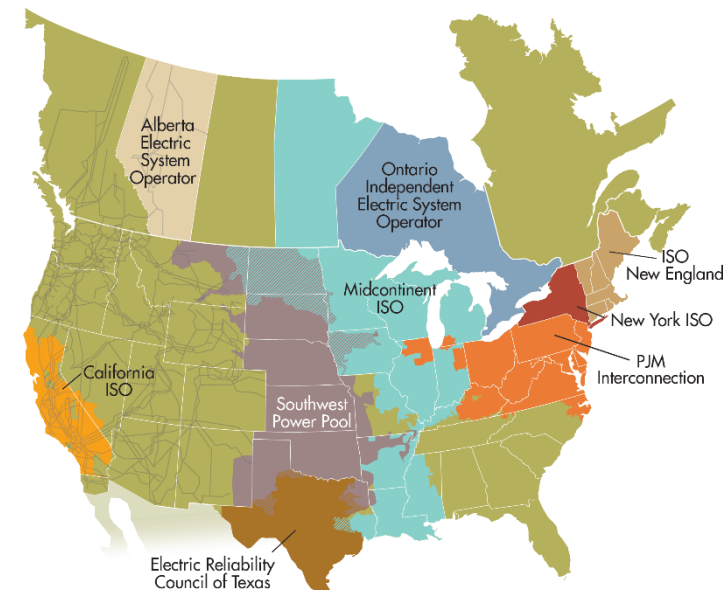 Alberta
Electric
System
Operator
Ontario
Independent
Electric System
Operator
ISO
New England
Midcontinent
ISO
New York ISO
PJM
Interconnection
California
ISO
Southwest
Power Pool
Electric Reliability
Council of Texas